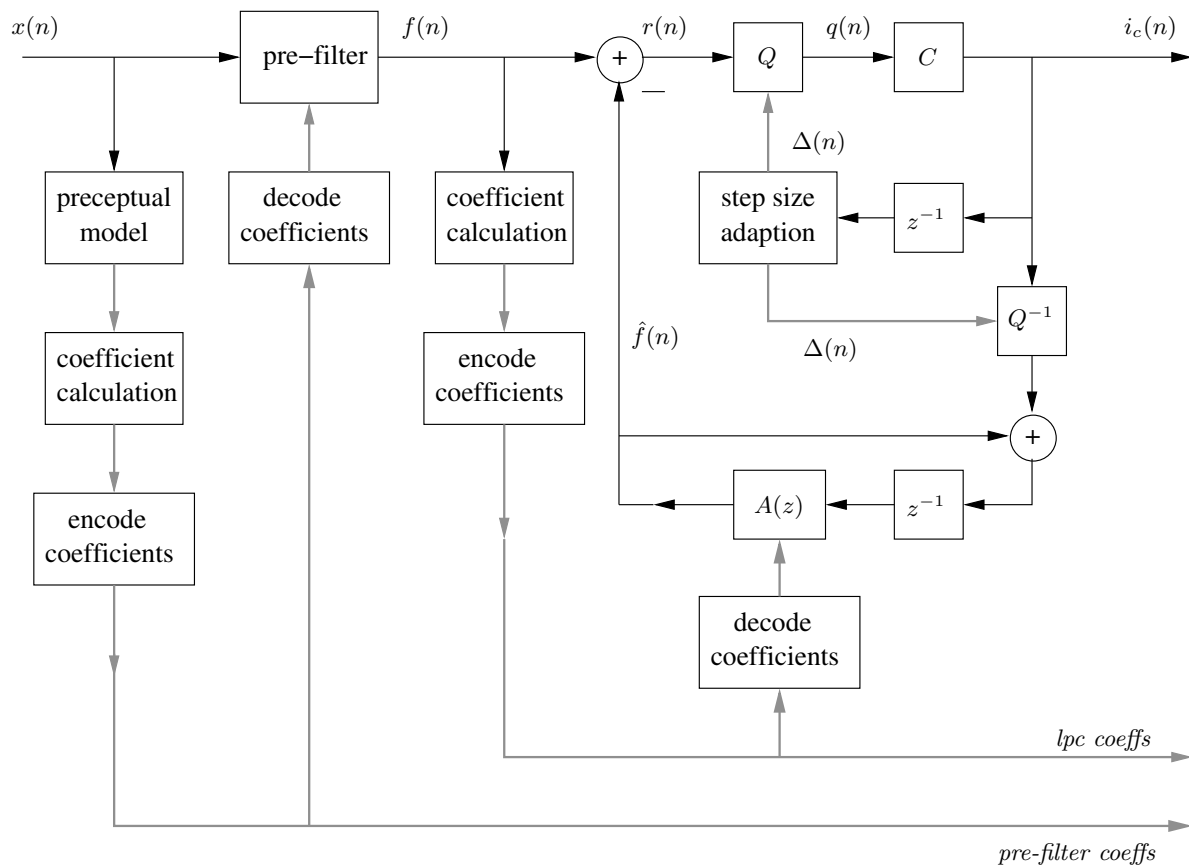 x(n)
f(n)
r(n)
q(n)
i_c(n)
pre−filter
+
Q
C
—
Δ(n)
preceptual
model
decode
coefficients
coefficient
calculation
step size
adaption
z^{-1}
Q^{-1}
f̂(n)
Δ(n)
coefficient
calculation
encode
coefficients
+
encode
coefficients
A(z)
z^{-1}
decode
coefficients
lpc coeffs
pre-filter coeffs